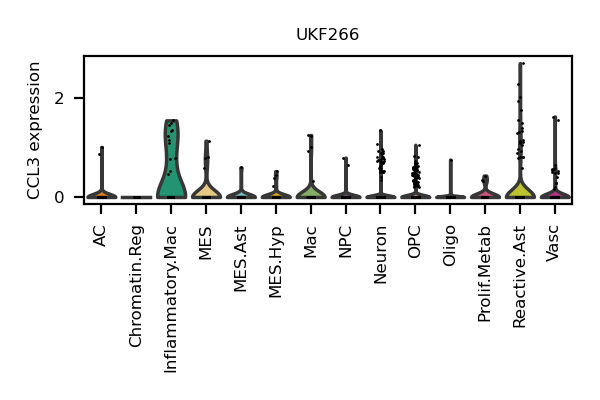 UKF266
CCL3 expression
2
0
AC
Chromatin.Reg
Inflammatory.Mac
MES
MES.Ast
MES.Hyp
Mac
NPC
Neuron
OPC
Oligo
Prolif.Metab
Reactive.Ast
Vasc